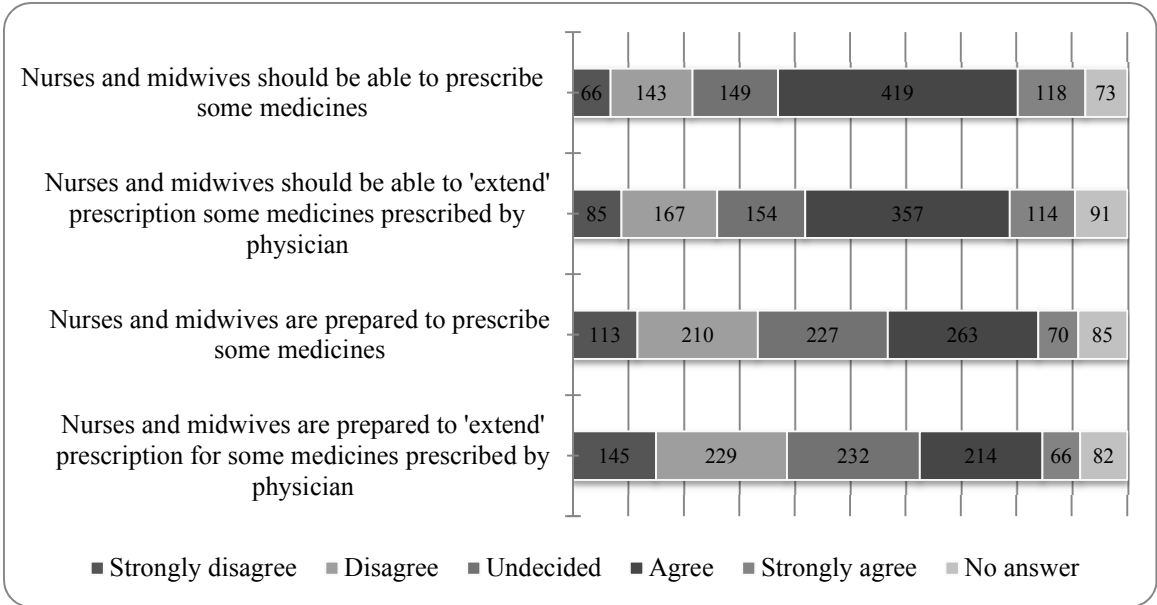 Nurses and midwives should be able to prescribe
some medicines
66 143 149 419 118 73
Nurses and midwives should be able to 'extend'
prescription some medicines prescribed by
physician
85 167 154 357 114 91
Nurses and midwives are prepared to prescribe
some medicines
113 210 227 263 70 85
Nurses and midwives are prepared to 'extend'
prescription for some medicines prescribed by
physician
145 229 232 214 66 82
Strongly disagree Disagree Undecided Agree Strongly agree No answer